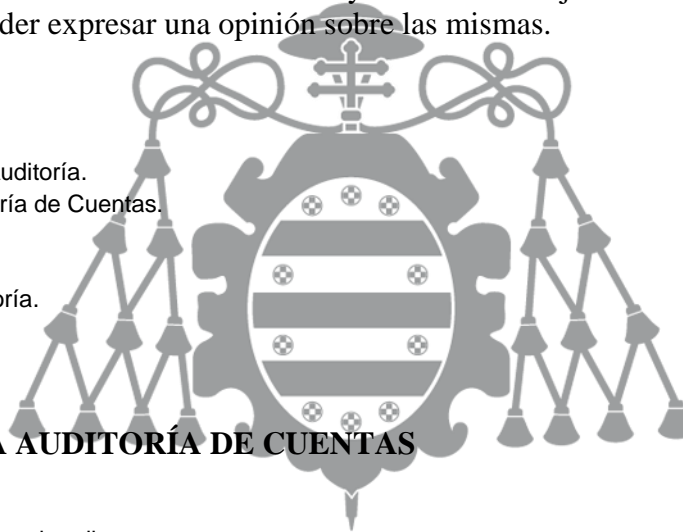 der expresar una opinión sobre las mismas.
uditoría.
ría de Cuentas.
oría.
A AUDITORÍA DE CUENTAS